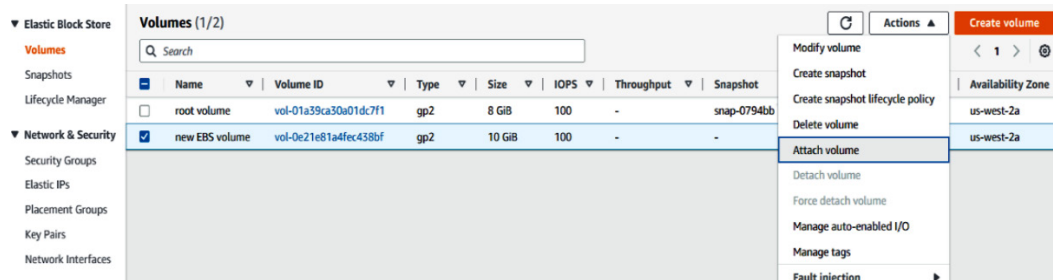 ▼ Elastic Block Store
Volumes
Snapshots
Lifecycle Manager
▼ Network & Security
Security Groups
Elastic IPs
Placement Groups
Key Pairs
Network Interfaces
Volumes (1/2)
Actions ▲
Create volume
Search
< 1 >
Name Volume ID Type Size IOPS Throughput Snapshot Availability Zone
root volume vol-01a39ca30a01dc7f1 gp2 8 GiB 100 - snap-0794bb us-west-2a
new EBS volume vol-0e21e81a4fec438bf gp2 10 GiB 100 - - us-west-2a
Modify volume
Create snapshot
Create snapshot lifecycle policy
Delete volume
Attach volume
Detach volume
Force detach volume
Manage auto-enabled I/O
Manage tags
Fault injection